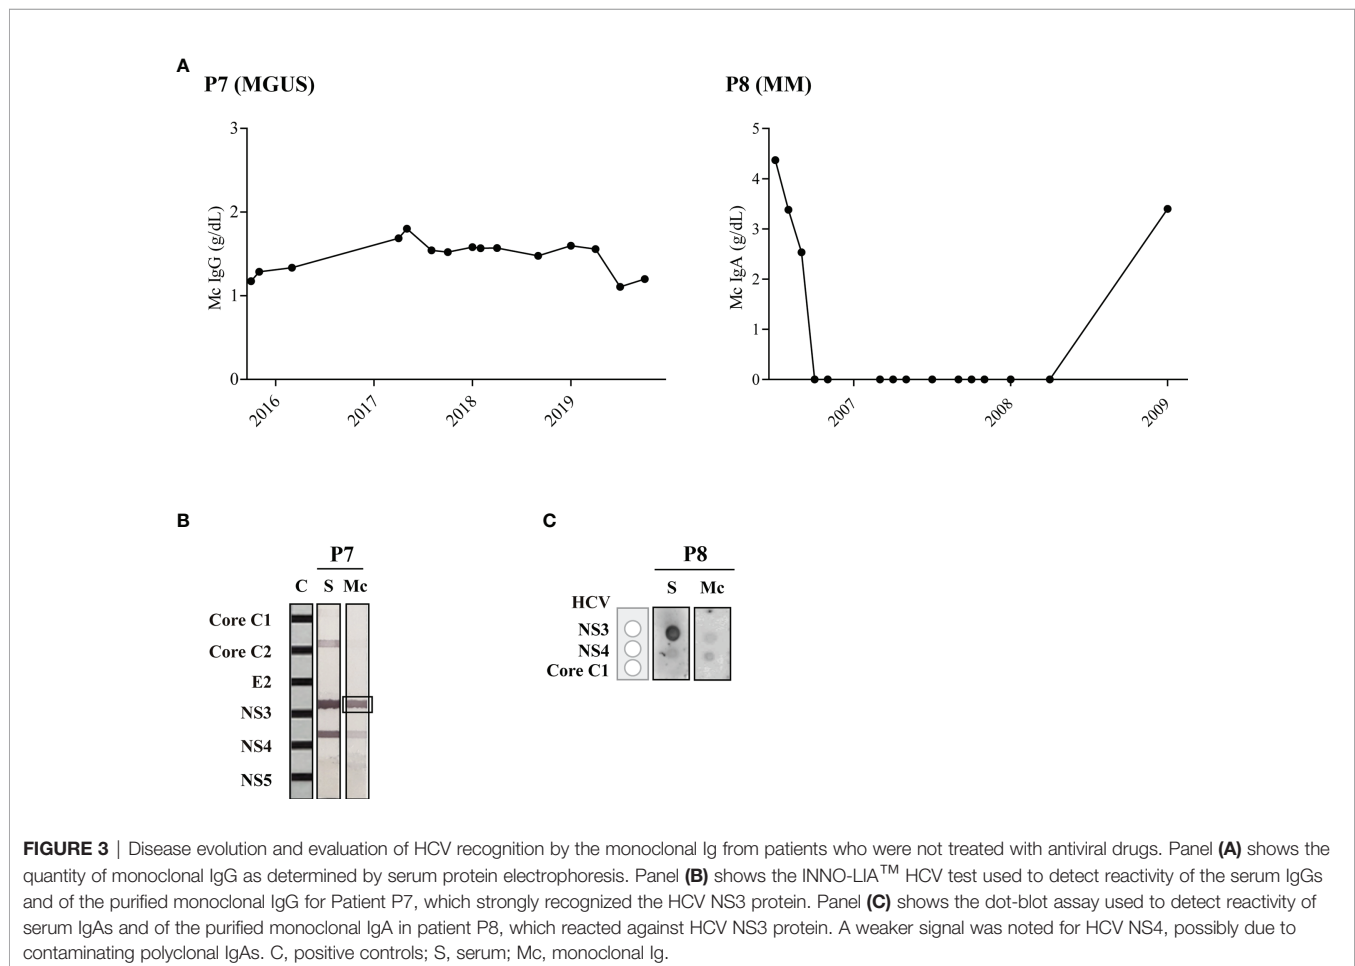 A
P7 (MGUS)
P8 (MM)
3
2
1
0
Mc IgG (g/dL)
2016
2017
2018
2019
5
4
3
2
1
0
Mc IgA (g/dL)
2007
2008
2009
B
P7
C S Mc
Core C1
Core C2
E2
NS3
NS4
NS5
C
P8
S Mc
HCV
NS3
NS4
Core C1
FIGURE 3 | Disease evolution and evaluation of HCV recognition by the monoclonal Ig from patients who were not treated with antiviral drugs. Panel (A) shows the
quantity of monoclonal IgG as determined by serum protein electrophoresis. Panel (B) shows the INNO-LIA™ HCV test used to detect reactivity of the serum IgGs
and of the purified monoclonal IgG for Patient P7, which strongly recognized the HCV NS3 protein. Panel (C) shows the dot-blot assay used to detect reactivity of
serum IgAs and of the purified monoclonal IgA in patient P8, which reacted against HCV NS3 protein. A weaker signal was noted for HCV NS4, possibly due to
contaminating polyclonal IgAs. C, positive controls; S, serum; Mc, monoclonal Ig.